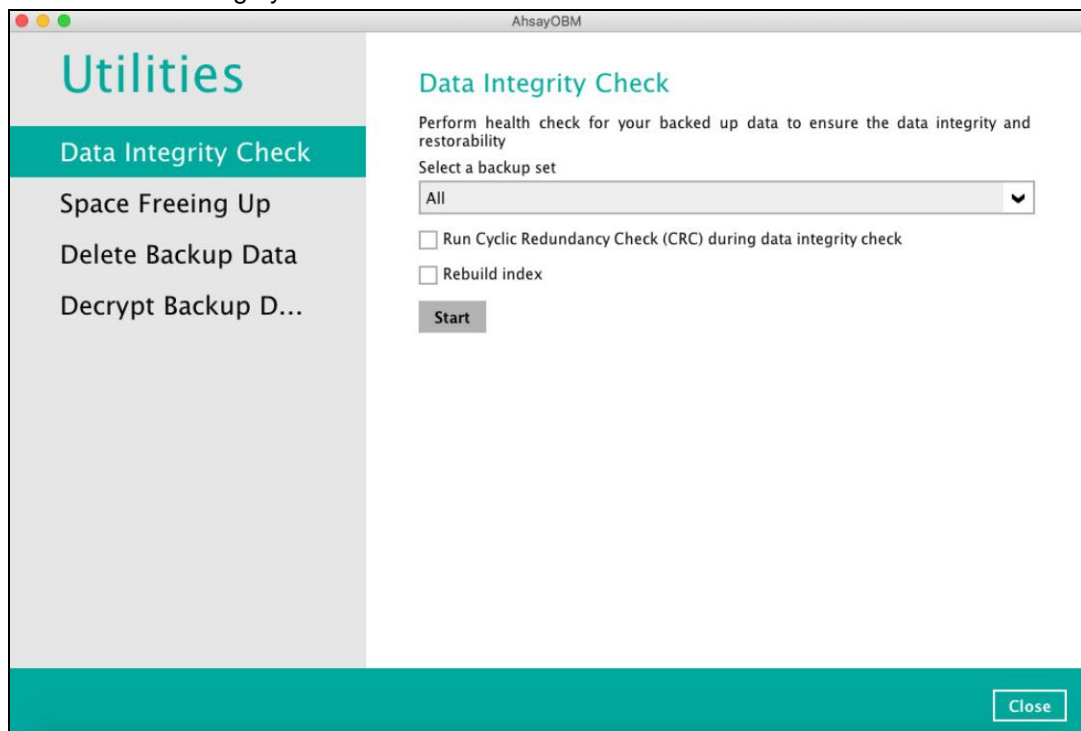 AhsayOBM
Utilities
Data Integrity Check
Space Freeing Up
Delete Backup Data
Decrypt Backup D...
Data Integrity Check
Perform health check for your backed up data to ensure the data integrity and
restorability
Select a backup set
All
Run Cyclic Redundancy Check (CRC) during data integrity check
Rebuild index
Start
Close